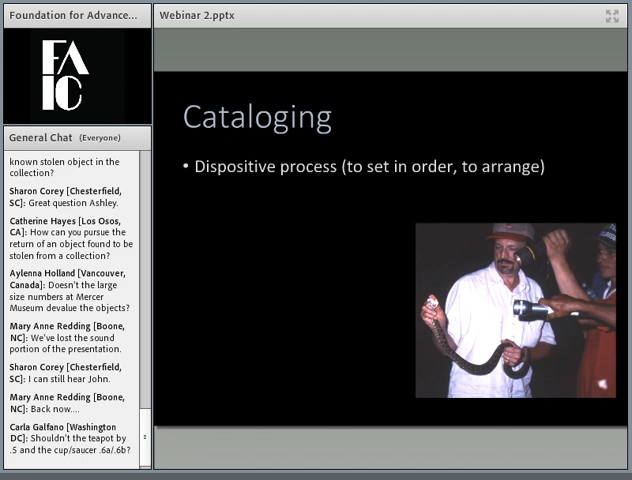 Foundation for Advance...
FA
IC
General Chat (Everyone)
known stolen object in the
collection?
Sharon Corey [Chesterfield,
SC]: Great question Ashley.
Catherine Hayes [Los Osos,
CA]: How can you pursue the
return of an object found to be
stolen from a collection?
Aylenna Holland [Vancouver,
Canada]: Doesn't the large
size numbers at Mercer
Museum devalue the objects?
Mary Anne Redding [Boone,
NC]: We've lost the sound
portion of the presentation.
Sharon Corey [Chesterfield,
SC]: I can still hear John.
Mary Anne Redding [Boone,
NC]: Back now....
Carla Galfano [Washington
DC]: Shouldn't the teapot by
.5 and the cup/saucer .6a/.6b?
Webinar 2.pptx
Cataloging
• Dispositive process (to set in order, to arrange)